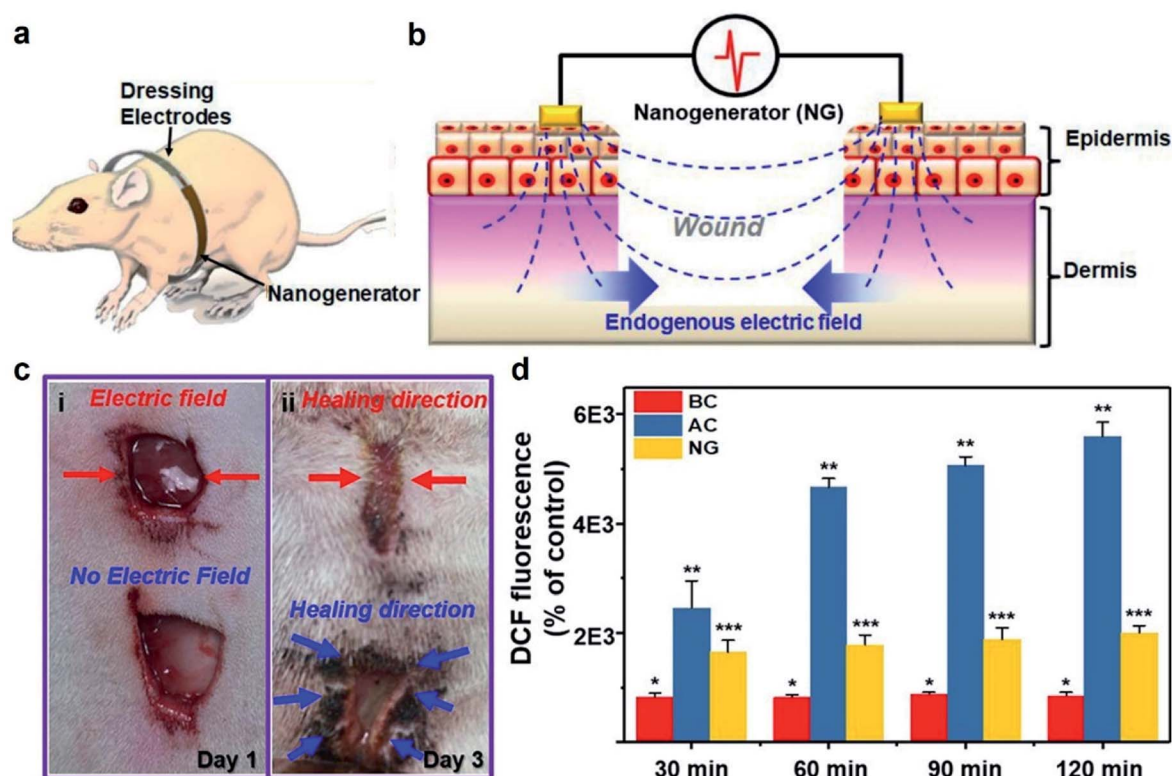 a
Dressing
Electrodes
Nanogenerator
b
Nanogenerator (NG)
Epidermis
Wound
Dermis
Endogenous electric field
c
i
Electric field
No Electric Field
Day 1
ii
Healing direction
Healing direction
Day 3
d
BC
AC
NG
DCF fluorescence
(% of control)
6E3
4E3
2E3
* ** ***
* ** ***
* ** ***
* ** ***
30 min 60 min 90 min 120 min